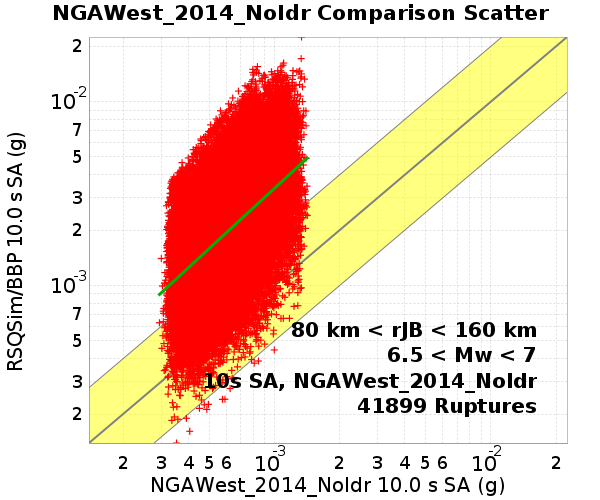 NGAWest_2014_NoIdr Comparison Scatter
2
10-2
7
5
3
2
10-3
7
5
3
2
RSQSim/BBP 10.0 s SA (g)
80 km < rJB < 160 km
6.5 < Mw < 7
10s SA, NGAWest_2014_NoIdr
41899 Ruptures
2 3 4 5 6 10-3 2 3 4 5 6 10-2 2
NGAWest_2014_NoIdr 10.0 s SA (g)